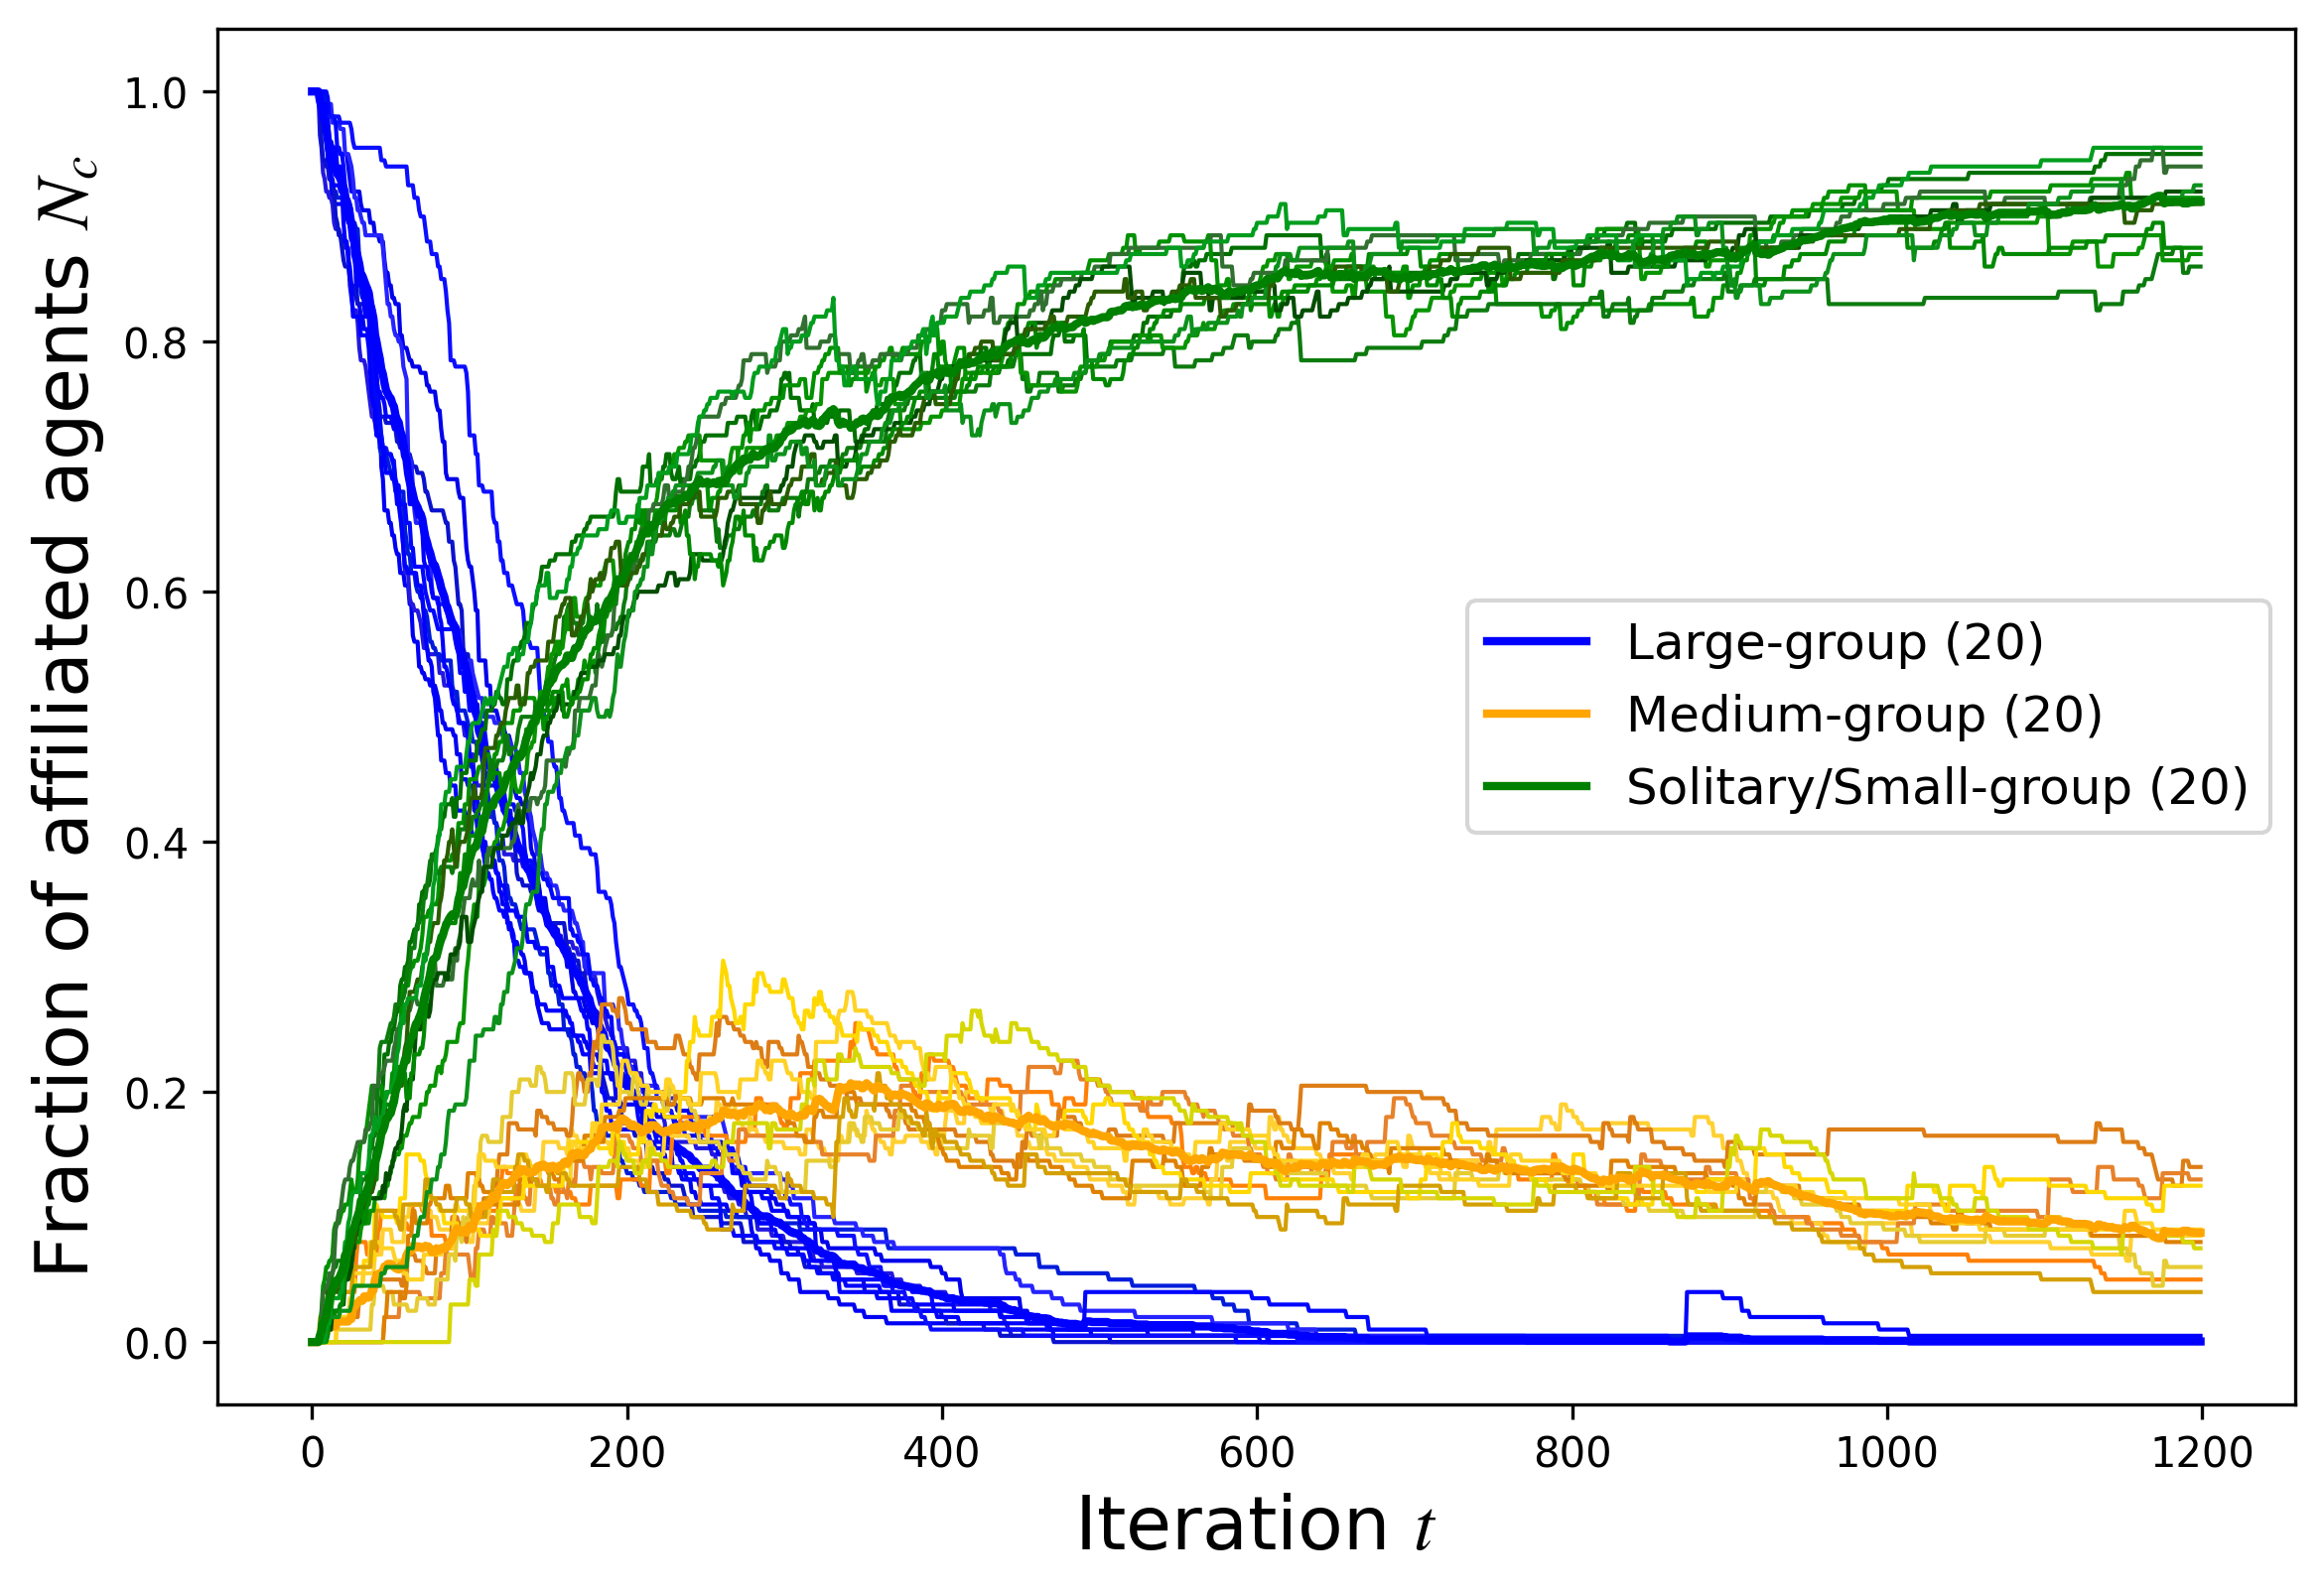 Fraction of affiliated agents N_c
1.0
0.8
0.6
0.4
0.2
0.0
Large-group (20)
Medium-group (20)
Solitary/Small-group (20)
0 200 400 600 800 1000 1200
Iteration t